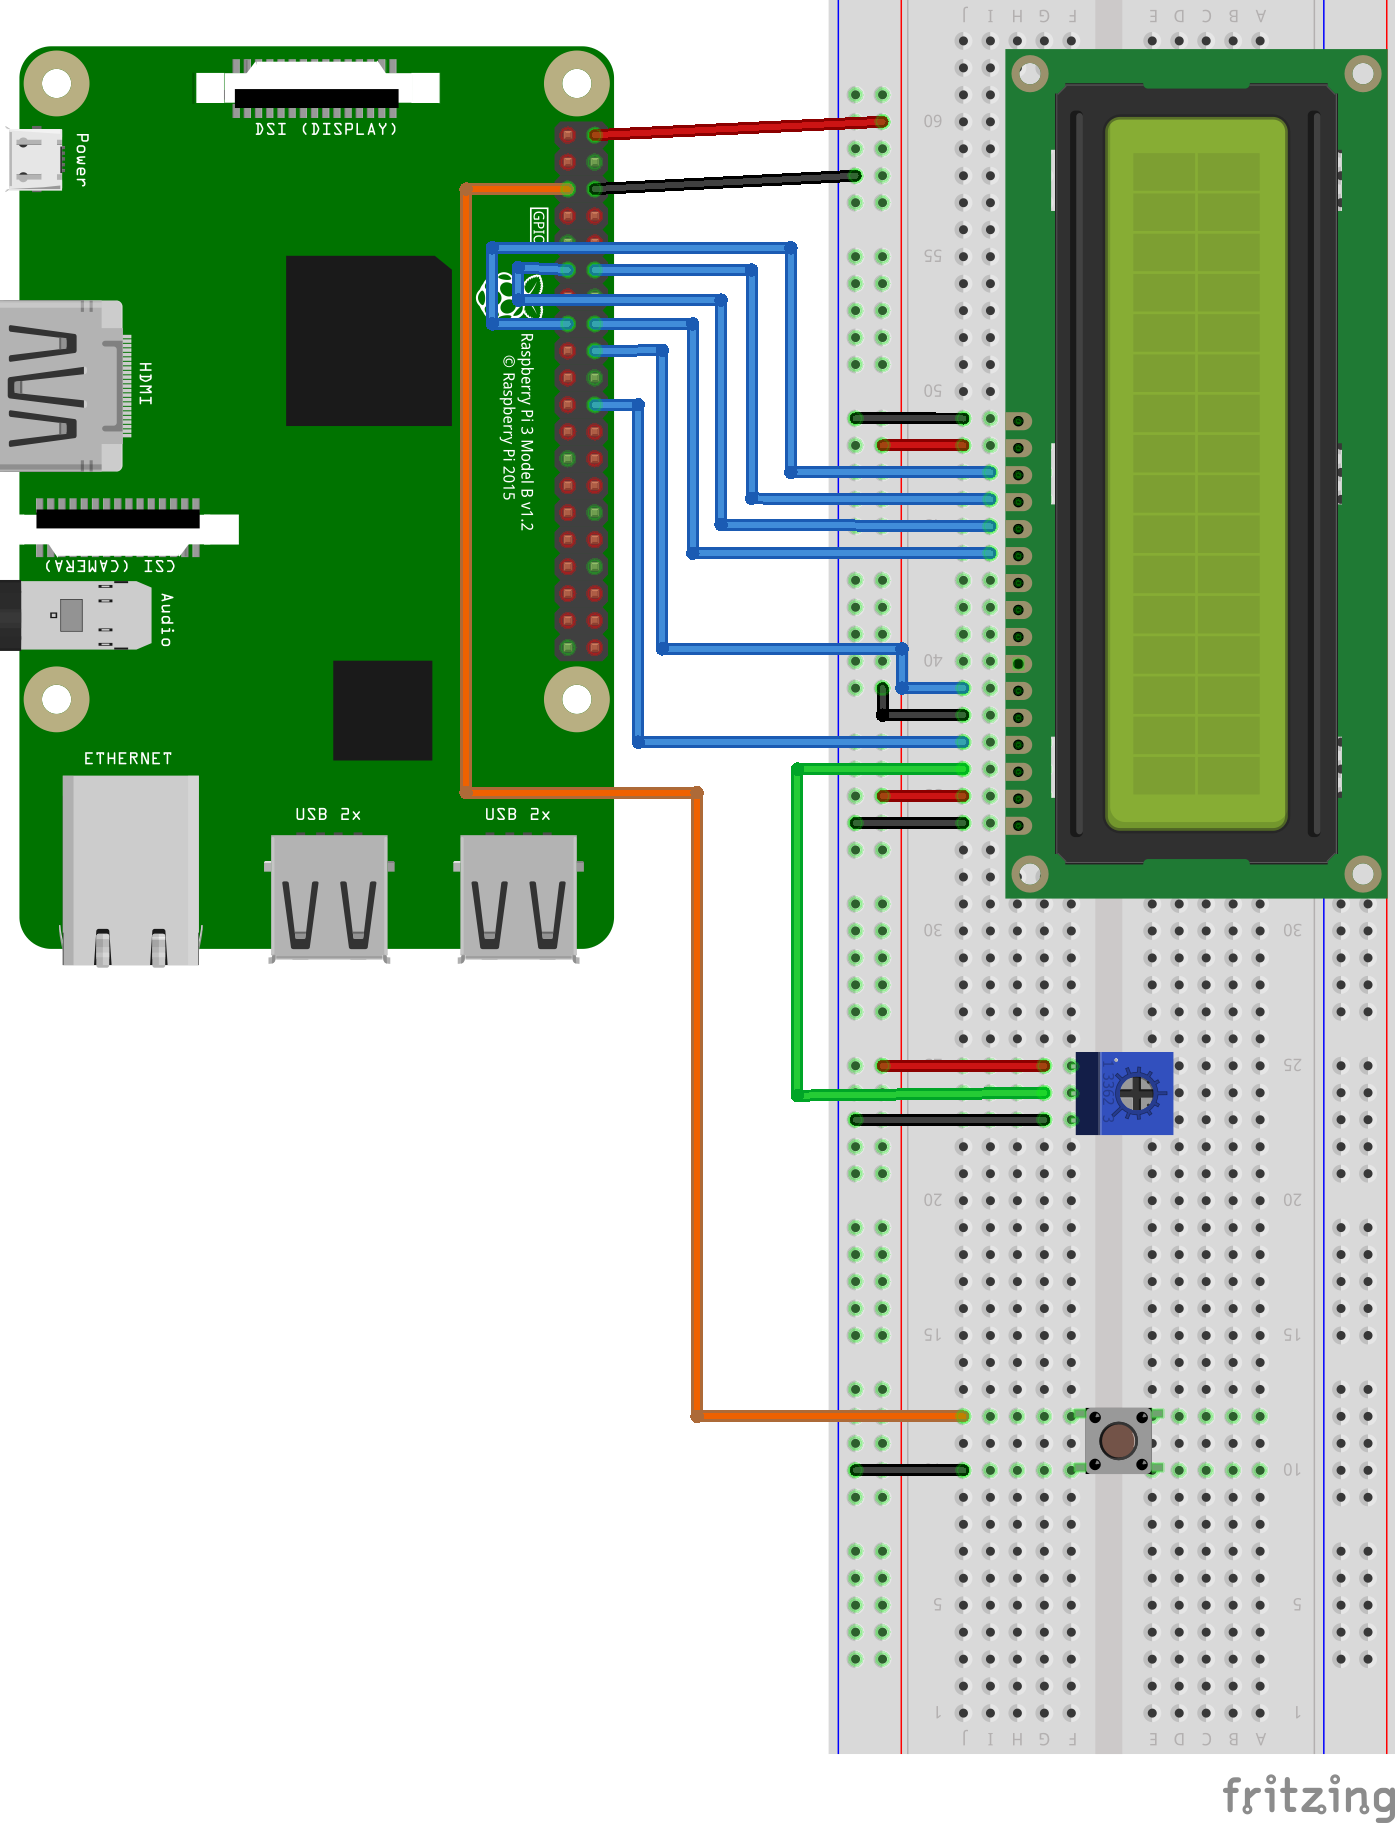 J I H G F E D C B A
DSI (DISPLAY)
Power
60
GPIO
55
Raspberry Pi 3 Model B v1.2
© Raspberry Pi 2015
HDMI
50
CSI (CAMERA)
Audio
40
ETHERNET
USB 2x
USB 2x
30
30
25
20
20
15
15
10
5
5
1
1
J I H G F E D C B A
fritzing